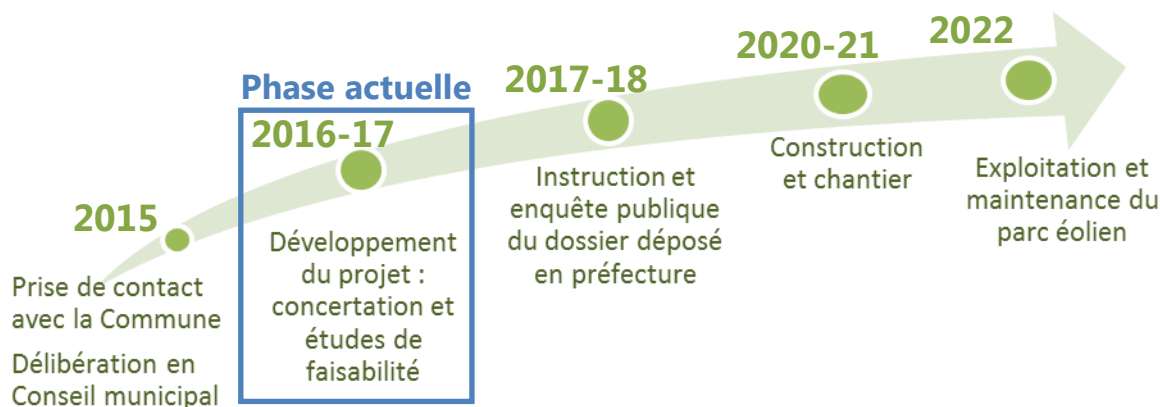 2015
Prise de contact
avec la Commune
Délibération en
Conseil municipal
Phase actuelle
2016-17
Développement
du projet :
concertation et
études de
faisabilité
2017-18
Instruction et
enquête publique
du dossier déposé
en préfecture
2020-21
Construction
et chantier
2022
Exploitation et
maintenance du
parc éolien